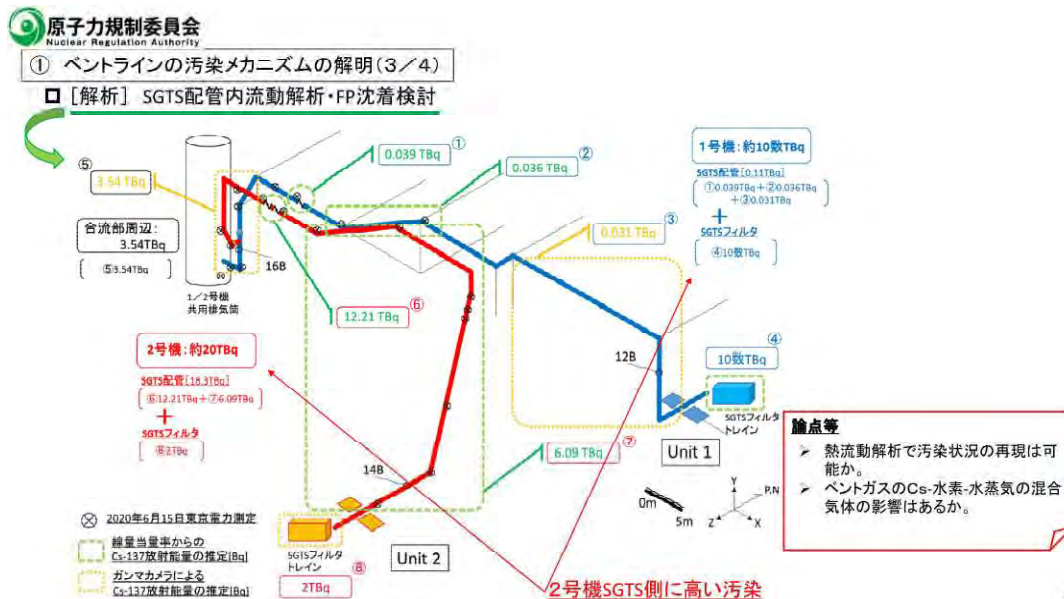 原子力規制委員会
Nuclear Regulation Authority
① ベントラインの汚染メカニズムの解明(3/4)
□ [解析] SGTS配管内流動解析・FP沈着検討
⑤
3.54 TBq
合流部周辺:
3.54TBq
⑤3.54TBq
16B
1/2号機
共用排気筒
0.039 TBq
①
0.036 TBq
②
0.031 TBq
③
1号機:約10数TBq
SGTS配管[0.11TBq]
①0.039TBq+②0.036TBq
+③0.031TBq
+
SGTSフィルタ
④10数TBq
12.21 TBq
⑥
2号機:約20TBq
SGTS配管[18.3TBq]
⑥12.21TBq+⑦6.09TBq
+
SGTSフィルタ
⑧2TBq
12B
④
10数TBq
SGTSフィルタ
トレイン
Unit 1
6.09 TBq
⑦
14B
Unit 2
SGTSフィルタ
トレイン
⑧
2TBq
0m
5m
Y
P.N
Z
X
2020年6月15日東京電力測定
線量当量率からの
Cs-137放射能量の推定[Bq]
ガンマカメラによる
Cs-137放射能量の推定[Bq]
2号機SGTS側に高い汚染
論点等
➢ 熱流動解析で汚染状況の再現は可
能か。
➢ ベントガスのCs-水素-水蒸気の混合
気体の影響はあるか。